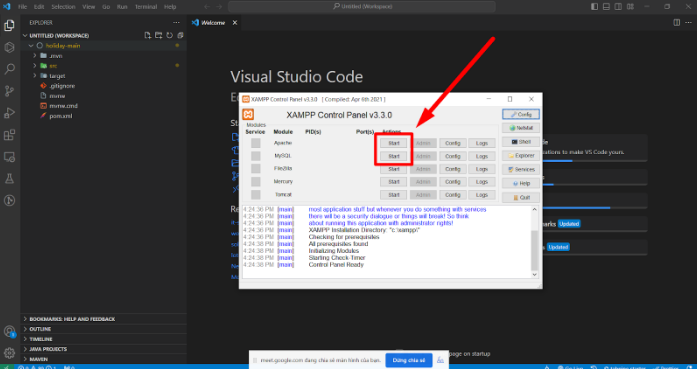 File Edit Selection View Go Run Terminal Help
Untitled (Workspace)
EXPLORER
Welcome
UNTITLED (WORKSPACE)
holiday-main
.mvn
src
target
.gitignore
mvnw
mvnw.cmd
pom.xml
Visual Studio Code
XAMPP Control Panel v3.3.0 [ Compiled: Apr 6th 2021 ]
XAMPP Control Panel v3.3.0
Config
Modules
Service Module PID(s) Port(s) Actions
Netstat
Apache Start Admin Config Logs
Shell
MySQL Start Admin Config Logs
Explorer
FileZilla Start Admin Config Logs
Services
Mercury Start Admin Config Logs
Help
Tomcat Start Admin Config Logs
Quit
4:24:36 PM [main] most application stuff but whenever you do something with services
4:24:36 PM [main] there will be a security dialogue or things will break! So think
4:24:36 PM [main] about running this application with administrator rights!
4:24:36 PM [main] XAMPP Installation Directory: "c:\xampp\"
4:24:36 PM [main] Checking for prerequisites
4:24:38 PM [main] All prerequisites found
4:24:38 PM [main] Initializing Modules
4:24:38 PM [main] Starting Check-Timer
4:24:38 PM [main] Control Panel Ready
to make VS Code yours.
Updated
Updated
BOOKMARKS: HELP AND FEEDBACK
OUTLINE
TIMELINE
JAVA PROJECTS
MAVEN
meet.google.com đang chia sẻ màn hình của bạn.
Dừng chia sẻ
page on startup
Go Live